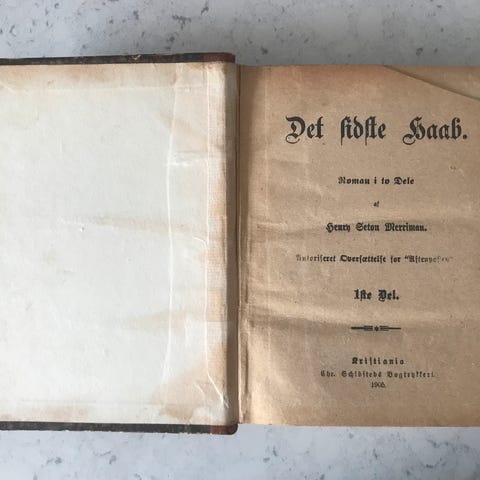 Det sidste Haab.
Roman i to Dele
af
Henry Seton Merriman.
Autoriseret Oversættelse for "Aftenposten"
1ste Del.
Kristiania
Chr. Schibsteds Bogtrykkeri.
1905.